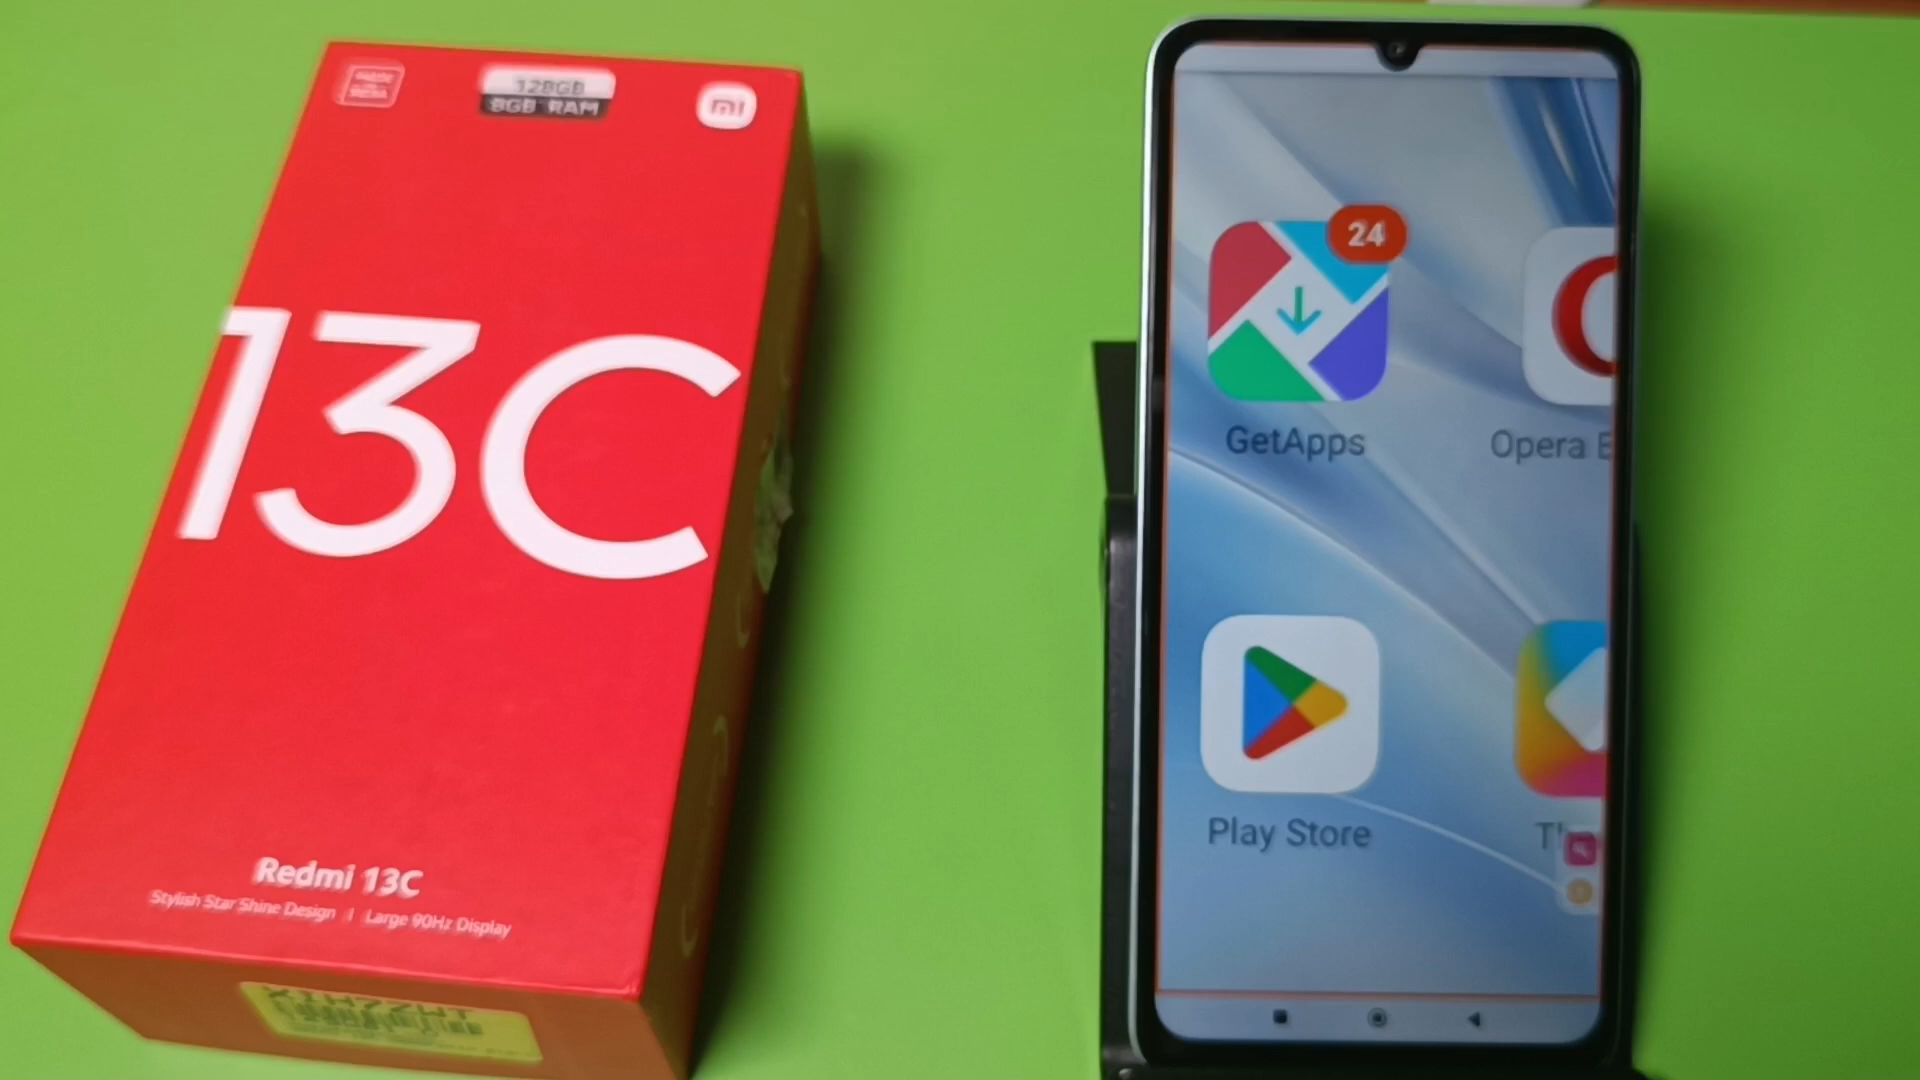 128GB
8GB RAM
mi
13C
Redmi 13C
Stylish Star Shine Design | Large 90Hz Display
24
GetApps
Opera
Play Store